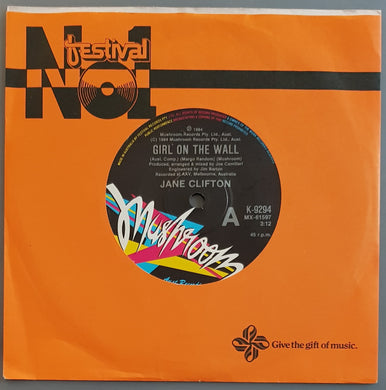 festival
No1
℗ 1984
Mushroom Records Pty. Ltd., Aust.
(C) 1984 Mushroom Records Pty. Ltd., Aust.
GIRL ON THE WALL
(Aust. Comp.) (Margo Random) (Mushroom)
Produced, arranged and mixed by Joe Camilleri
Engineered by Jim Barton
Recorded at AAV, Melbourne, Australia
JANE CLIFTON
A
K-9294
MX-61597
3:12
45 r.p.m.
Mushroom
Give the gift of music.